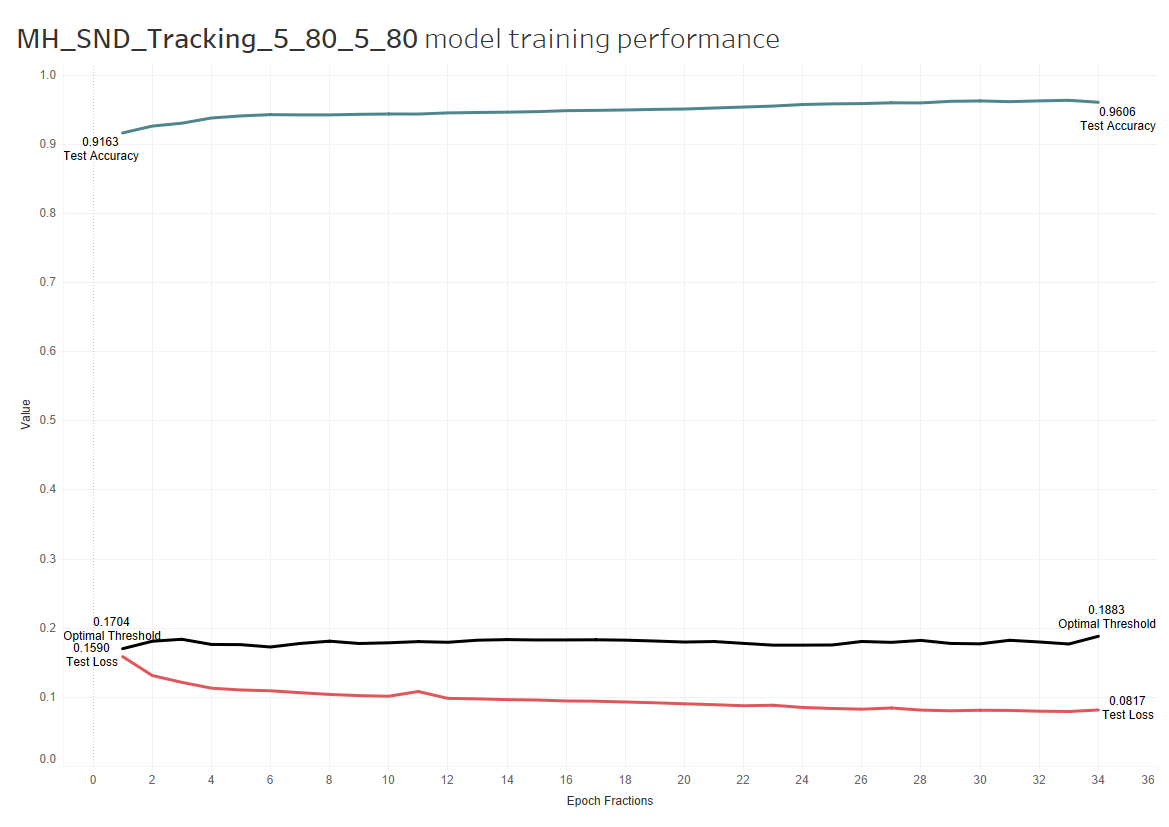 MH_SND_Tracking_5_80_5_80 model training performance
1.0
0.9
0.8
0.7
0.6
0.5
0.4
0.3
0.2
0.1
0.0
Value
0.9163
Test Accuracy
0.9606
Test Accuracy
0.1704
Optimal Threshold
0.1590
Test Loss
0.1883
Optimal Threshold
0.0817
Test Loss
0 2 4 6 8 10 12 14 16 18 20 22 24 26 28 30 32 34 36
Epoch Fractions